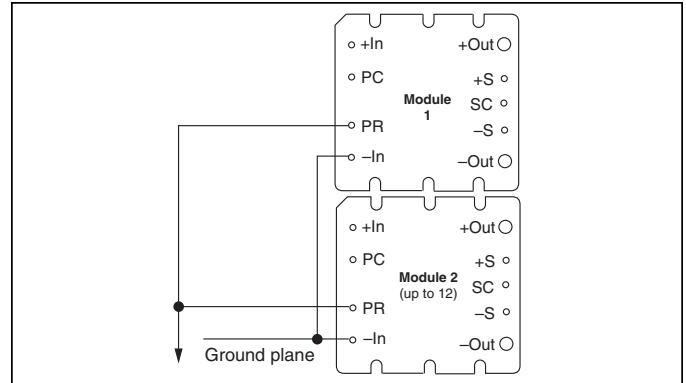 +In +Out
PC +S
Module
1
SC
PR –S
–In –Out
+In +Out
PC +S
Module 2
(up to 12)
SC
PR –S
–In –Out
Ground plane